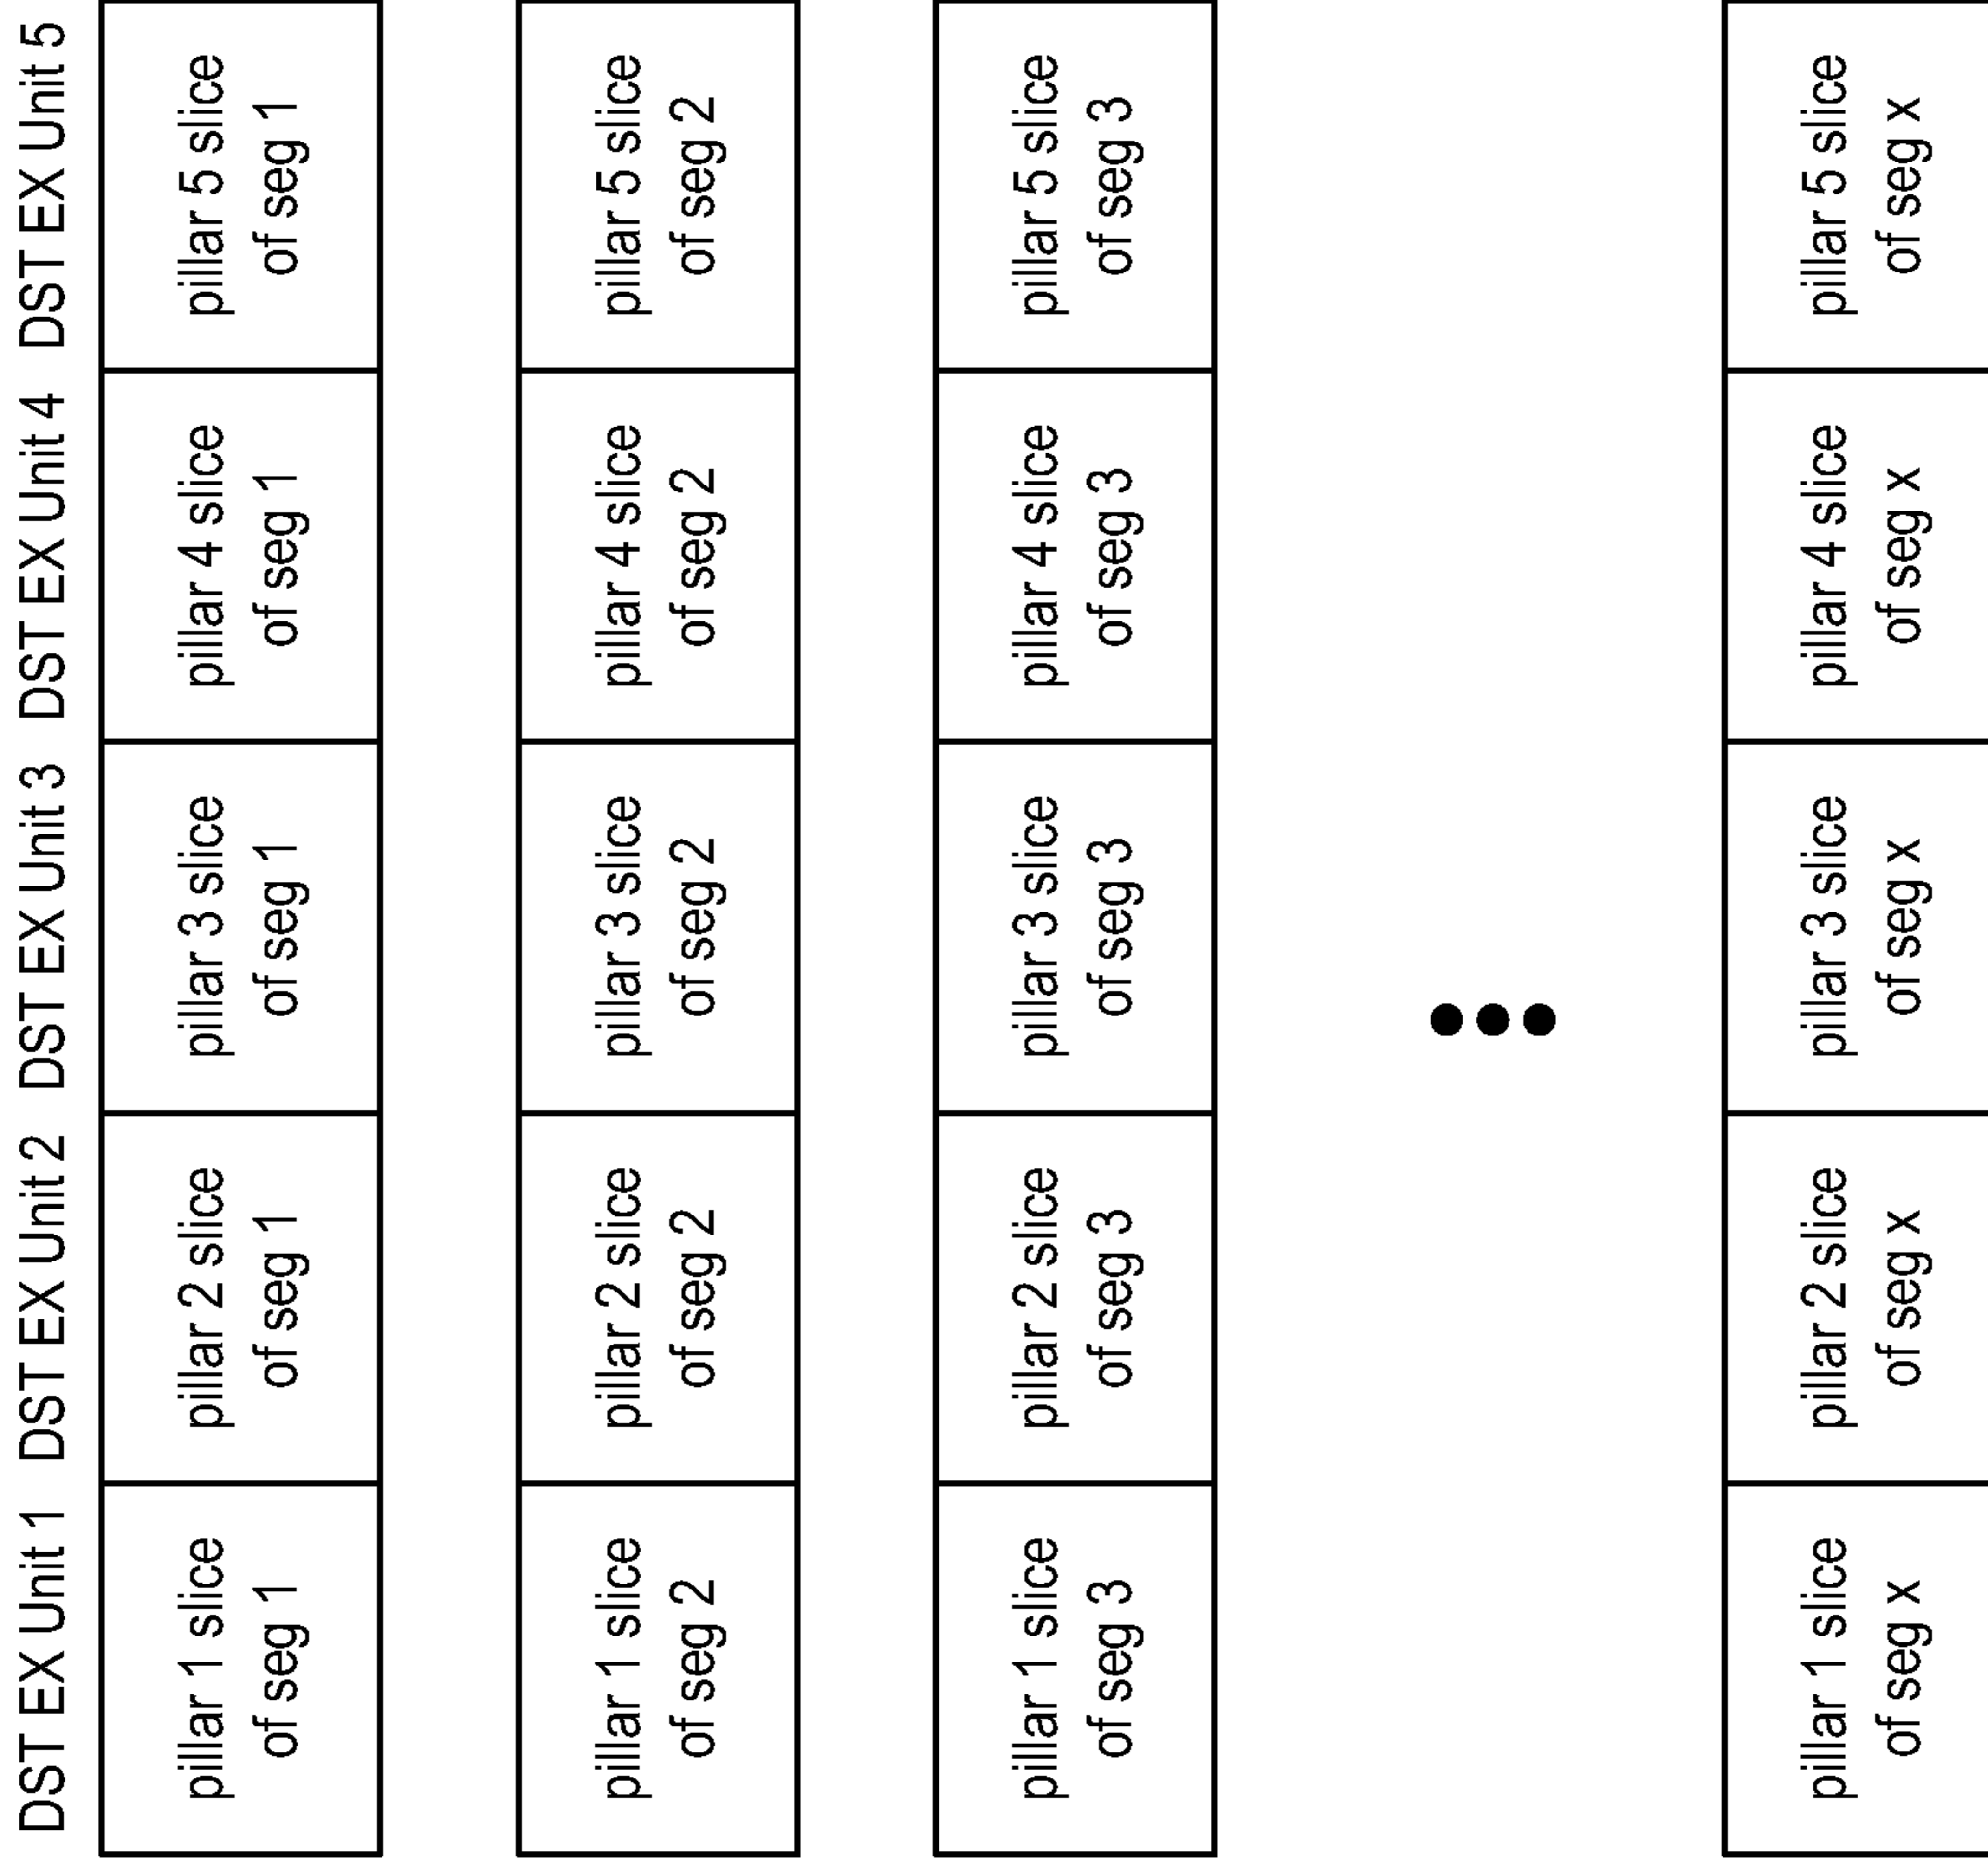 DST EX Unit 1 DST EX Unit 2 DST EX Unit 3 DST EX Unit 4 DST EX Unit 5
pillar 1 slice
of seg 1
pillar 2 slice
of seg 1
pillar 3 slice
of seg 1
pillar 4 slice
of seg 1
pillar 5 slice
of seg 1
pillar 1 slice
of seg 2
pillar 2 slice
of seg 2
pillar 3 slice
of seg 2
pillar 4 slice
of seg 2
pillar 5 slice
of seg 2
pillar 1 slice
of seg 3
pillar 2 slice
of seg 3
pillar 3 slice
of seg 3
pillar 4 slice
of seg 3
pillar 5 slice
of seg 3
pillar 1 slice
of seg x
pillar 2 slice
of seg x
pillar 3 slice
of seg x
pillar 4 slice
of seg x
pillar 5 slice
of seg x